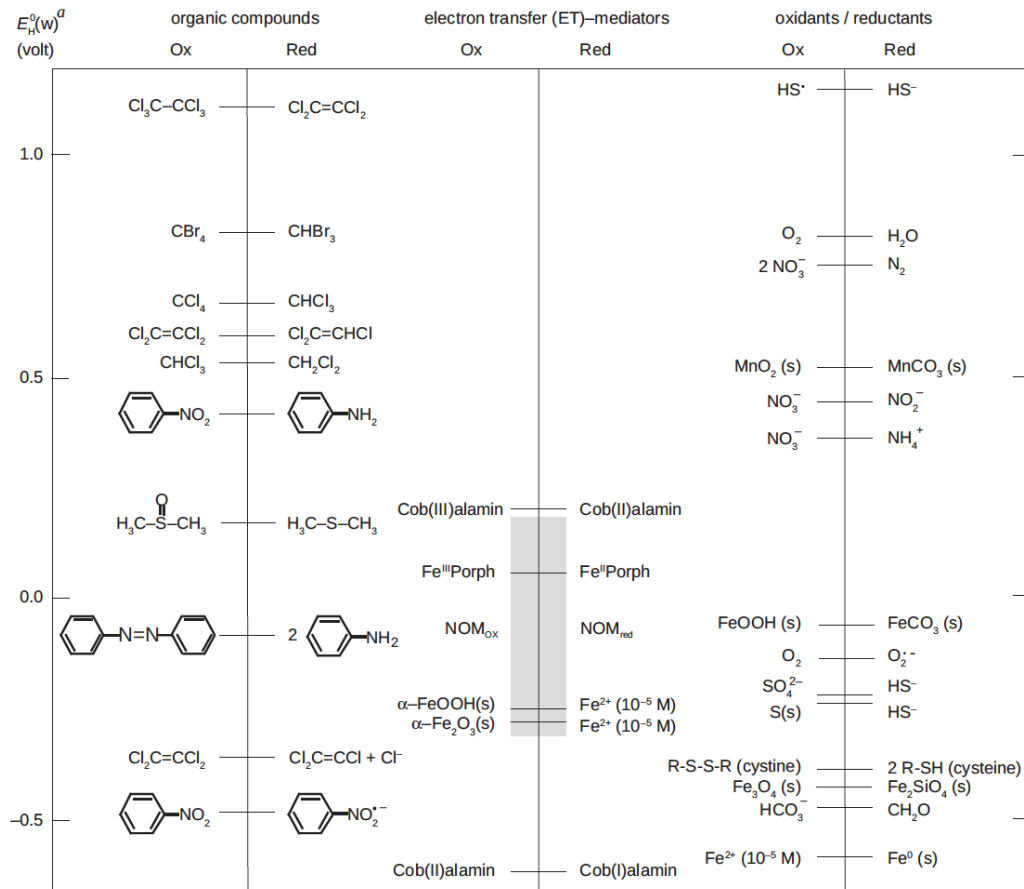 E⁰H(w)ᵃ organic compounds electron transfer (ET)–mediators oxidants / reductants
(volt) Ox Red Ox Red Ox Red
HS• HS⁻
Cl₃C–CCl₃ Cl₂C=CCl₂
1.0
CBr₄ CHBr₃
O₂ H₂O
2 NO₃⁻ N₂
CCl₄ CHCl₃
Cl₂C=CCl₂ Cl₂C=CHCl
CHCl₃ CH₂Cl₂
MnO₂ (s) MnCO₃ (s)
0.5
NO₃⁻ NO₂⁻
NO₂ NH₂
NO₃⁻ NH₄⁺
Cob(III)alamin Cob(II)alamin
O
H₃C–S–CH₃ H₃C–S–CH₃
FeᴵᴵᴵPorph FeᴵᴵPorph
0.0
FeOOH (s) FeCO₃ (s)
NOMox NOMred
N=N 2 NH₂
O₂ O₂•⁻
SO₄²⁻ HS⁻
α–FeOOH(s) Fe²⁺ (10⁻⁵ M)
S(s) HS⁻
α–Fe₂O₃(s) Fe²⁺ (10⁻⁵ M)
Cl₂C=CCl₂ Cl₂C=CCl + Cl⁻
R-S-S-R (cystine) 2 R-SH (cysteine)
Fe₃O₄ (s) Fe₂SiO₄ (s)
HCO₃⁻ CH₂O
NO₂ NO₂•⁻
–0.5
Fe²⁺ (10⁻⁵ M) Fe⁰ (s)
Cob(II)alamin Cob(I)alamin